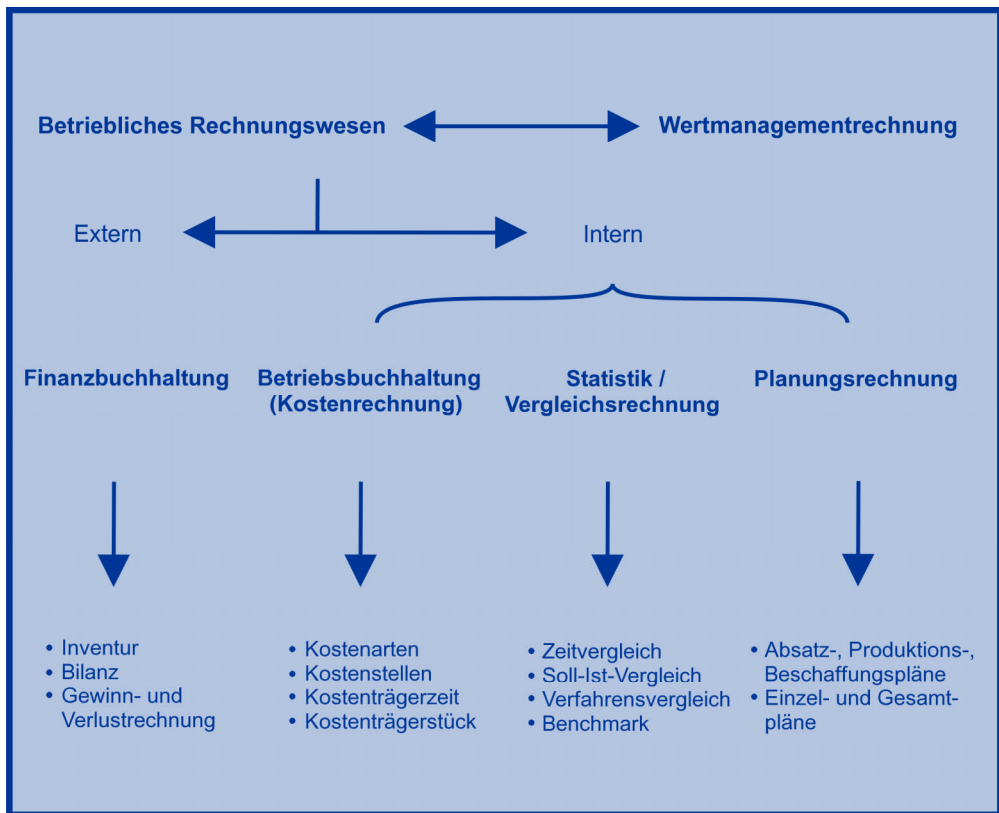 Betriebliches Rechnungswesen
Wertmanagementrechnung
Extern
Intern
Finanzbuchhaltung
Betriebsbuchhaltung
(Kostenrechnung)
Statistik /
Vergleichsrechnung
Planungsrechnung
• Inventur
• Bilanz
• Gewinn- und
Verlustrechnung
• Kostenarten
• Kostenstellen
• Kostenträgerzeit
• Kostenträgerstück
• Zeitvergleich
• Soll-Ist-Vergleich
• Verfahrensvergleich
• Benchmark
• Absatz-, Produktions-,
Beschaffungspläne
• Einzel- und Gesamt-
pläne